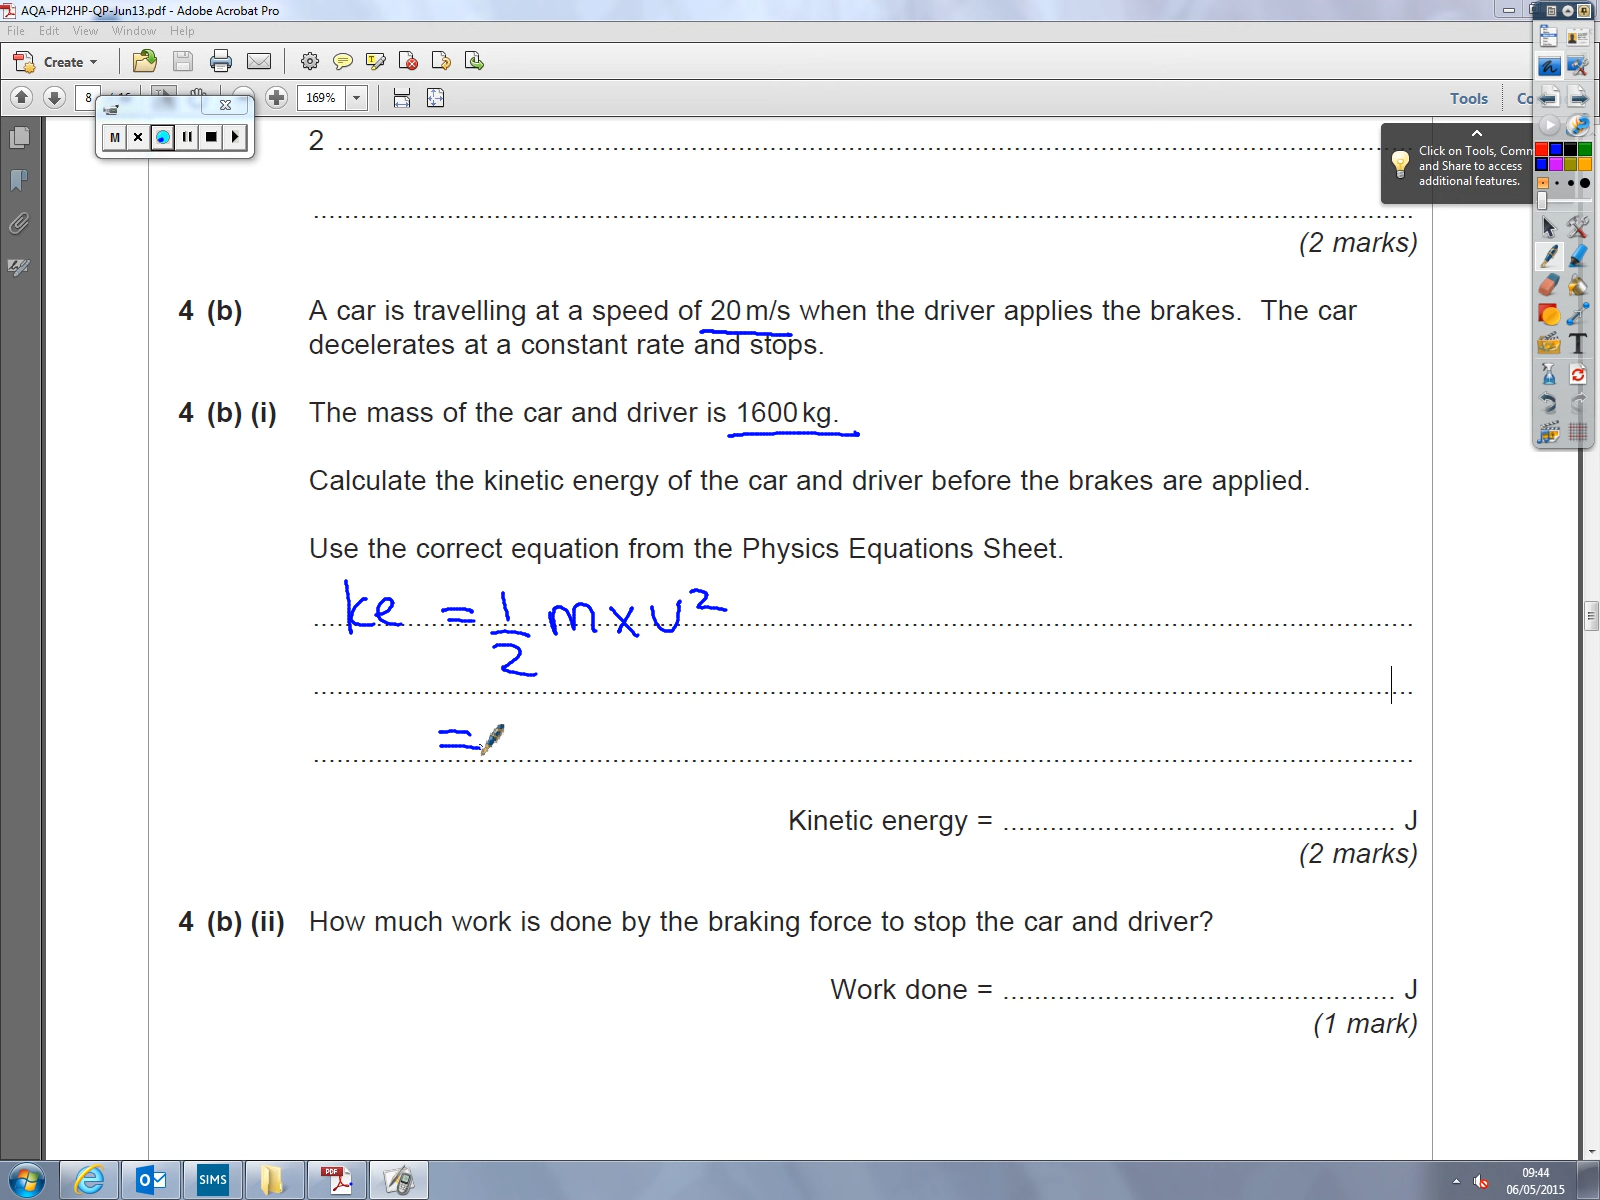 AQA-PH2HP-QP-Jun13.pdf - Adobe Acrobat Pro
File Edit View Window Help
Create
8
169%
Tools
Co
M
Click on Tools, Comm
and Share to access
additional features.
2
(2 marks)
4 (b) A car is travelling at a speed of 20 m/s when the driver applies the brakes. The car
decelerates at a constant rate and stops.
4 (b) (i) The mass of the car and driver is 1600 kg.
Calculate the kinetic energy of the car and driver before the brakes are applied.
Use the correct equation from the Physics Equations Sheet.
ke = 1/2 m x v²
=
Kinetic energy = J
(2 marks)
4 (b) (ii) How much work is done by the braking force to stop the car and driver?
Work done = J
(1 mark)
SIMS
PDF
09:44
06/05/2015